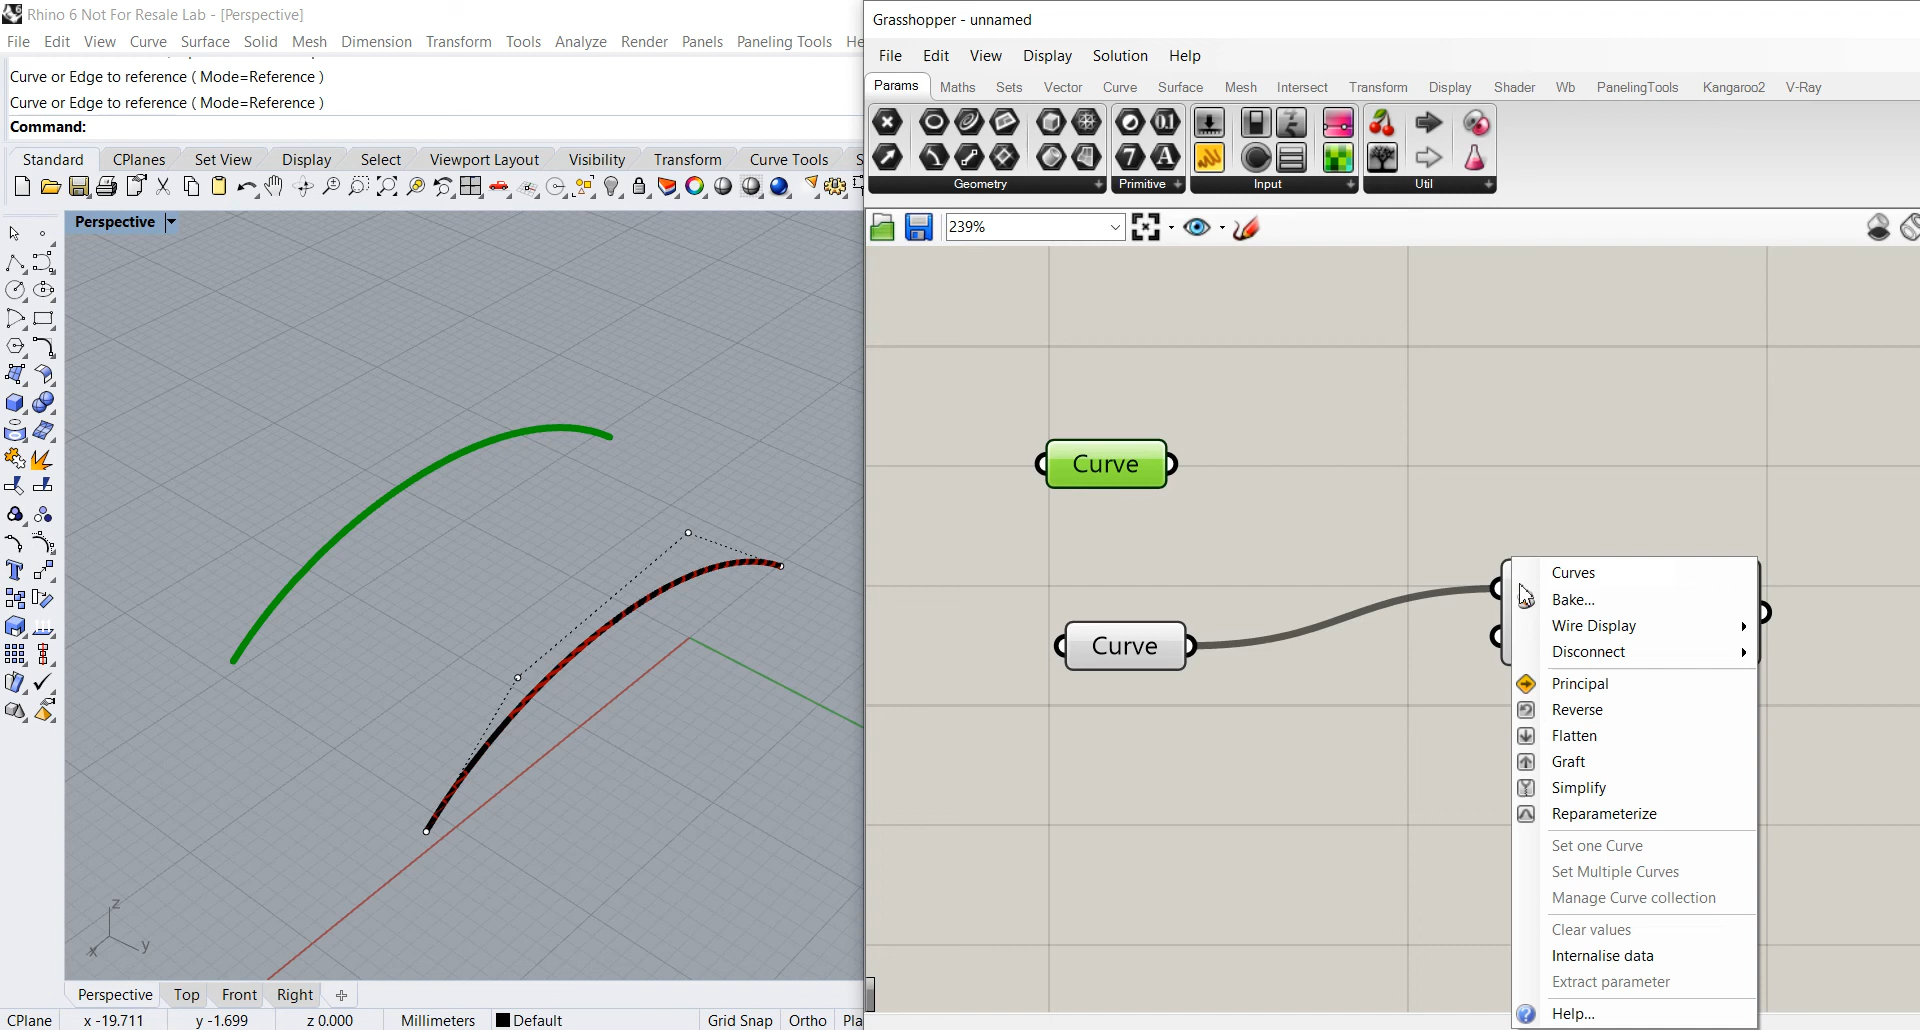 Rhino 6 Not For Resale Lab - [Perspective]
File Edit View Curve Surface Solid Mesh Dimension Transform Tools Analyze Render Panels Paneling Tools He
Curve or Edge to reference ( Mode=Reference )
Curve or Edge to reference ( Mode=Reference )
Command:
Standard CPlanes Set View Display Select Viewport Layout Visibility Transform Curve Tools S
Perspective
z
x y
Perspective Top Front Right
CPlane x -19.711 y -1.699 z 0.000 Millimeters Default Grid Snap Ortho Pla
Grasshopper - unnamed
File Edit View Display Solution Help
Params Maths Sets Vector Curve Surface Mesh Intersect Transform Display Shader Wb PanelingTools Kangaroo2 V-Ray
Geometry Primitive Input Util
239%
Curve
Curve
Curves
Bake...
Wire Display
Disconnect
Principal
Reverse
Flatten
Graft
Simplify
Reparameterize
Set one Curve
Set Multiple Curves
Manage Curve collection
Clear values
Internalise data
Extract parameter
Help...